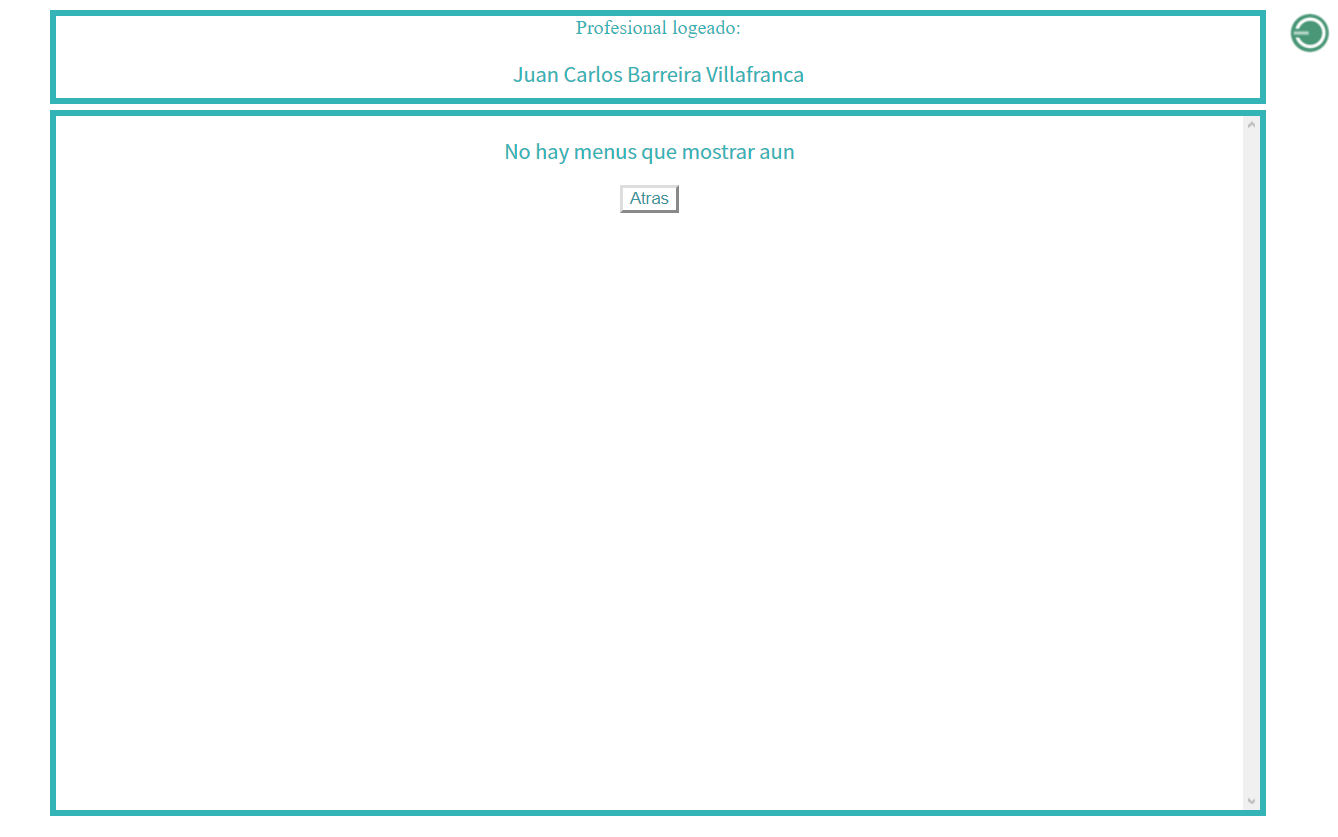 Profesional logeado:
Juan Carlos Barreira Villafranca
No hay menus que mostrar aun
Atras